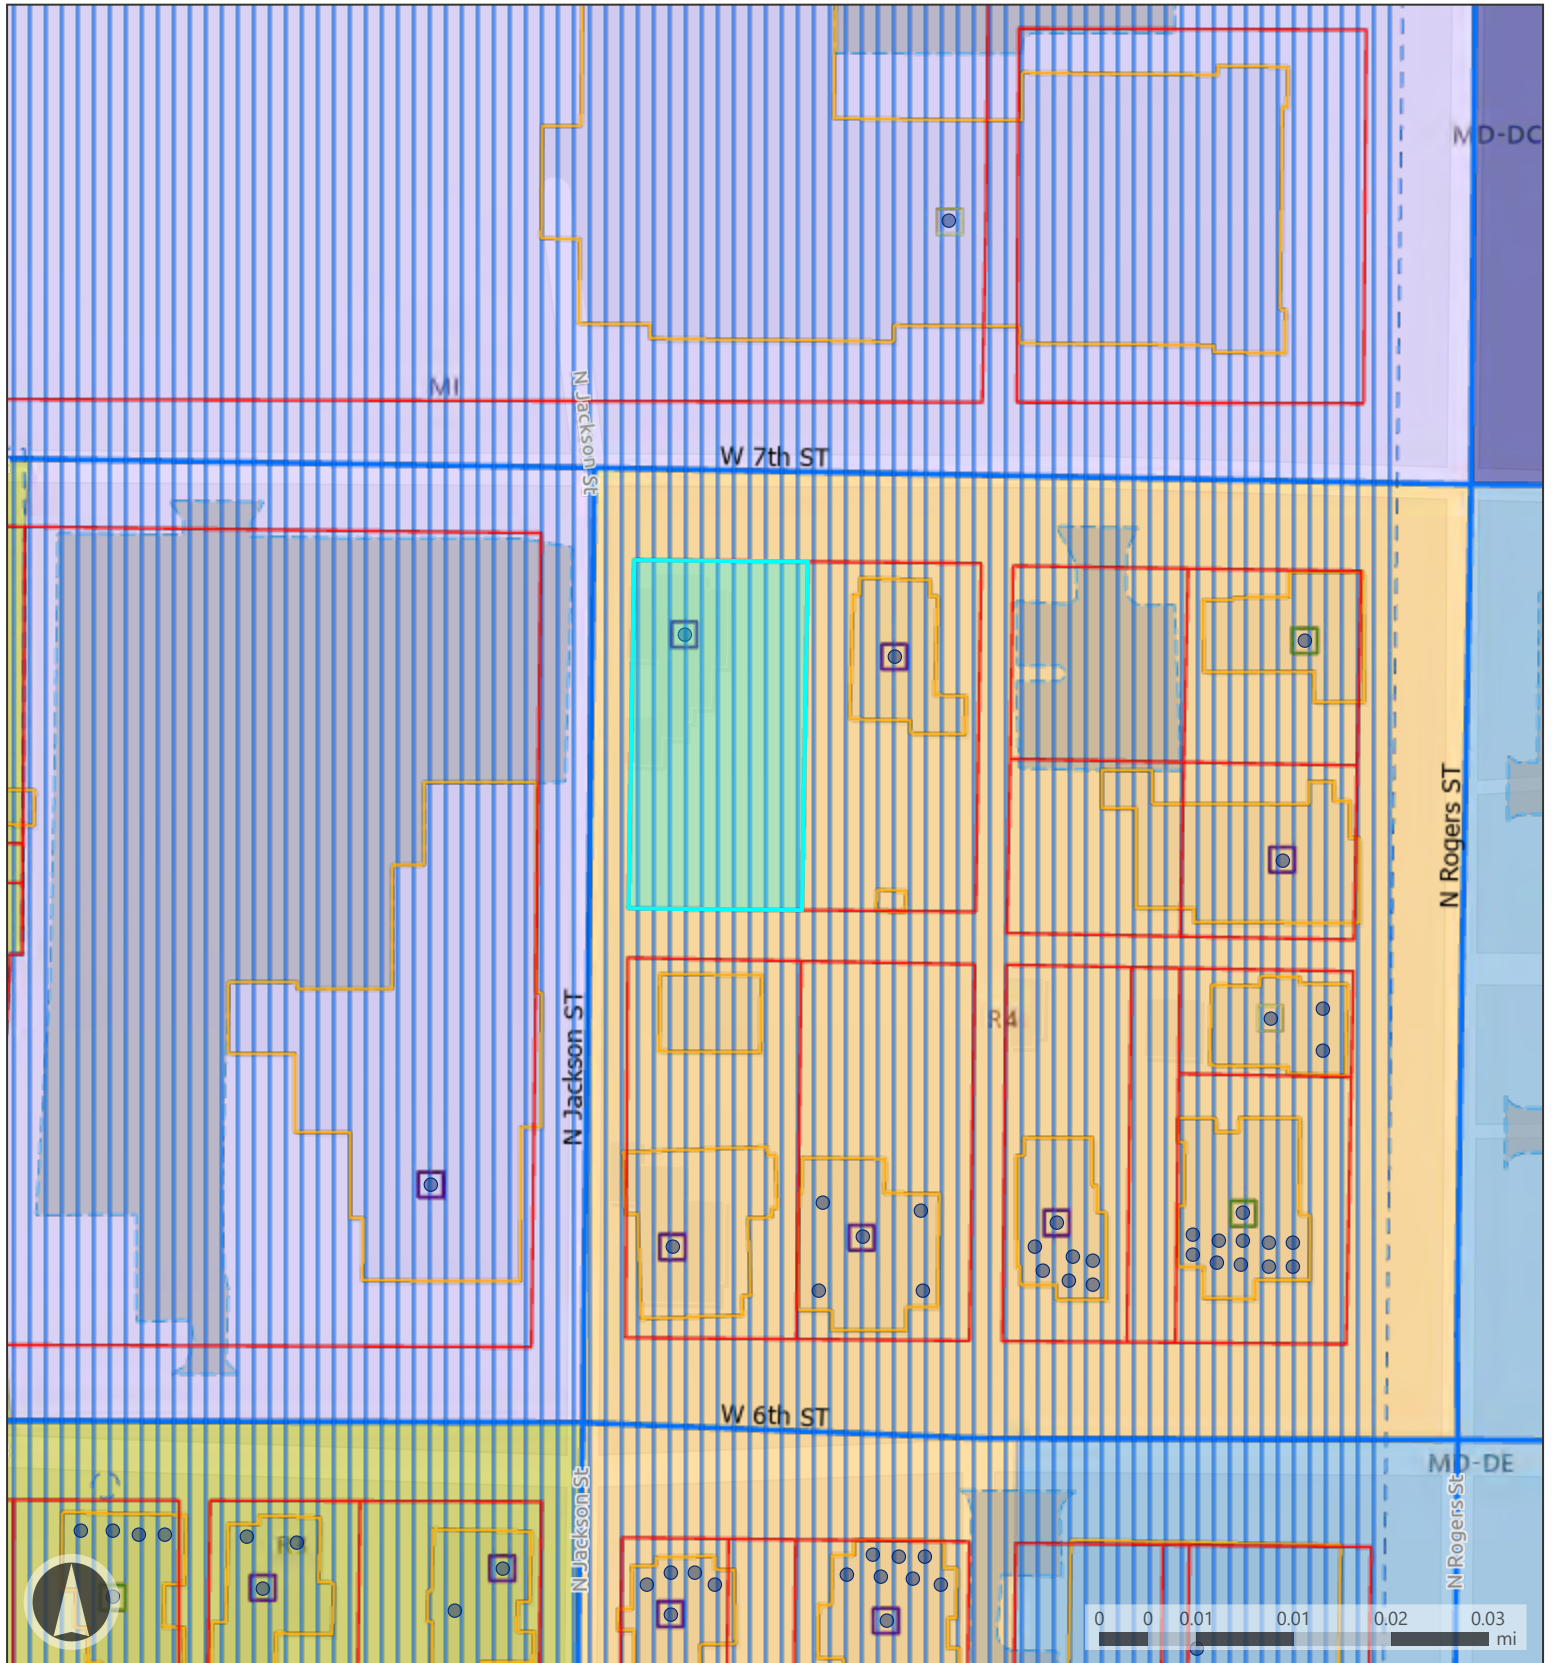 MD-DC
MI
N Jackson St
W 7th ST
N Rogers ST
N Jackson ST
R4
W 6th ST
MD-DE
N Jackson St
N Rogers St
0 0 0.01 0.01 0.02 0.03
mi